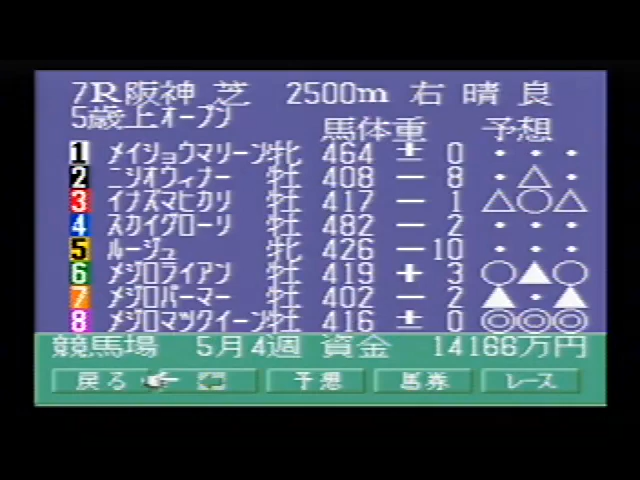 7R阪神 芝 2500m 右 晴 良
5歳上オープン
馬体重 予想
1 メイショウマリーン 牝 464 ± 0 ・ ・ ・
2 ニシオウィナー 牡 408 － 8 ・ △ ・
3 イナズマヒカリ 牡 417 － 1 △ ○ △
4 スカイグローリ 牡 482 － 2 ・ ・ ・
5 ルージュ 牝 426 － 10 ・ ・ ・
6 メジロライアン 牡 419 ＋ 3 ○ ▲ ○
7 メジロパーマー 牡 402 － 2 ▲ ・ ▲
8 メジロマックイーン 牡 416 ± 0 ◎ ◎ ◎
競馬場 5月4週 資金 14166万円
戻る 予想 馬券 レース